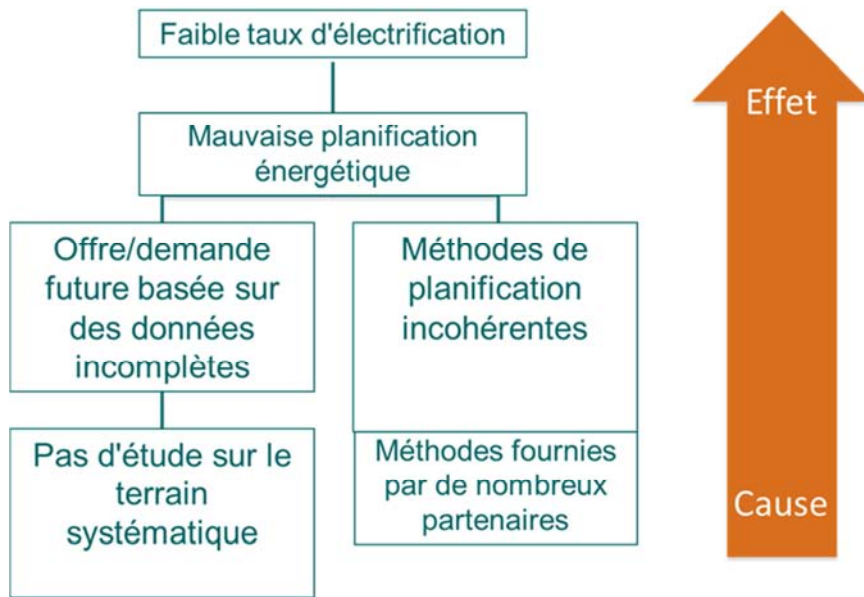 Faible taux d'électrification
Mauvaise planification
énergétique
Offre/demande
future basée sur
des données
incomplètes
Méthodes de
planification
incohérentes
Pas d'étude sur le
terrain
systématique
Méthodes fournies
par de nombreux
partenaires
Effet
Cause